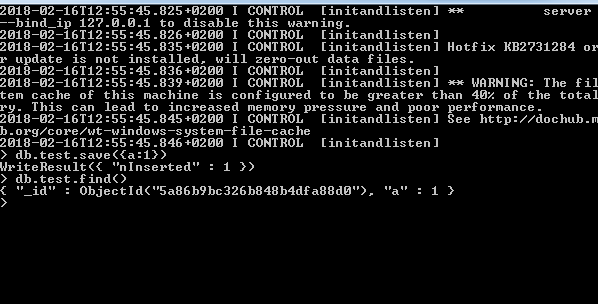 2018-02-16T12:55:45.825+0200 I CONTROL  [initandlisten] **          server
--bind_ip 127.0.0.1 to disable this warning.
2018-02-16T12:55:45.826+0200 I CONTROL  [initandlisten]
2018-02-16T12:55:45.835+0200 I CONTROL  [initandlisten] Hotfix KB2731284 or
r update is not installed, will zero-out data files.
2018-02-16T12:55:45.836+0200 I CONTROL  [initandlisten]
2018-02-16T12:55:45.839+0200 I CONTROL  [initandlisten] ** WARNING: The fil
tem cache of this machine is configured to be greater than 40% of the total
ry. This can lead to increased memory pressure and poor performance.
2018-02-16T12:55:45.845+0200 I CONTROL  [initandlisten] See http://dochub.m
b.org/core/wt-windows-system-file-cache
2018-02-16T12:55:45.846+0200 I CONTROL  [initandlisten]
> db.test.save({a:1})
WriteResult({ "nInserted" : 1 })
> db.test.find()
{ "_id" : ObjectId("5a86b9bc326b848b4dfa88d0"), "a" : 1 }
>